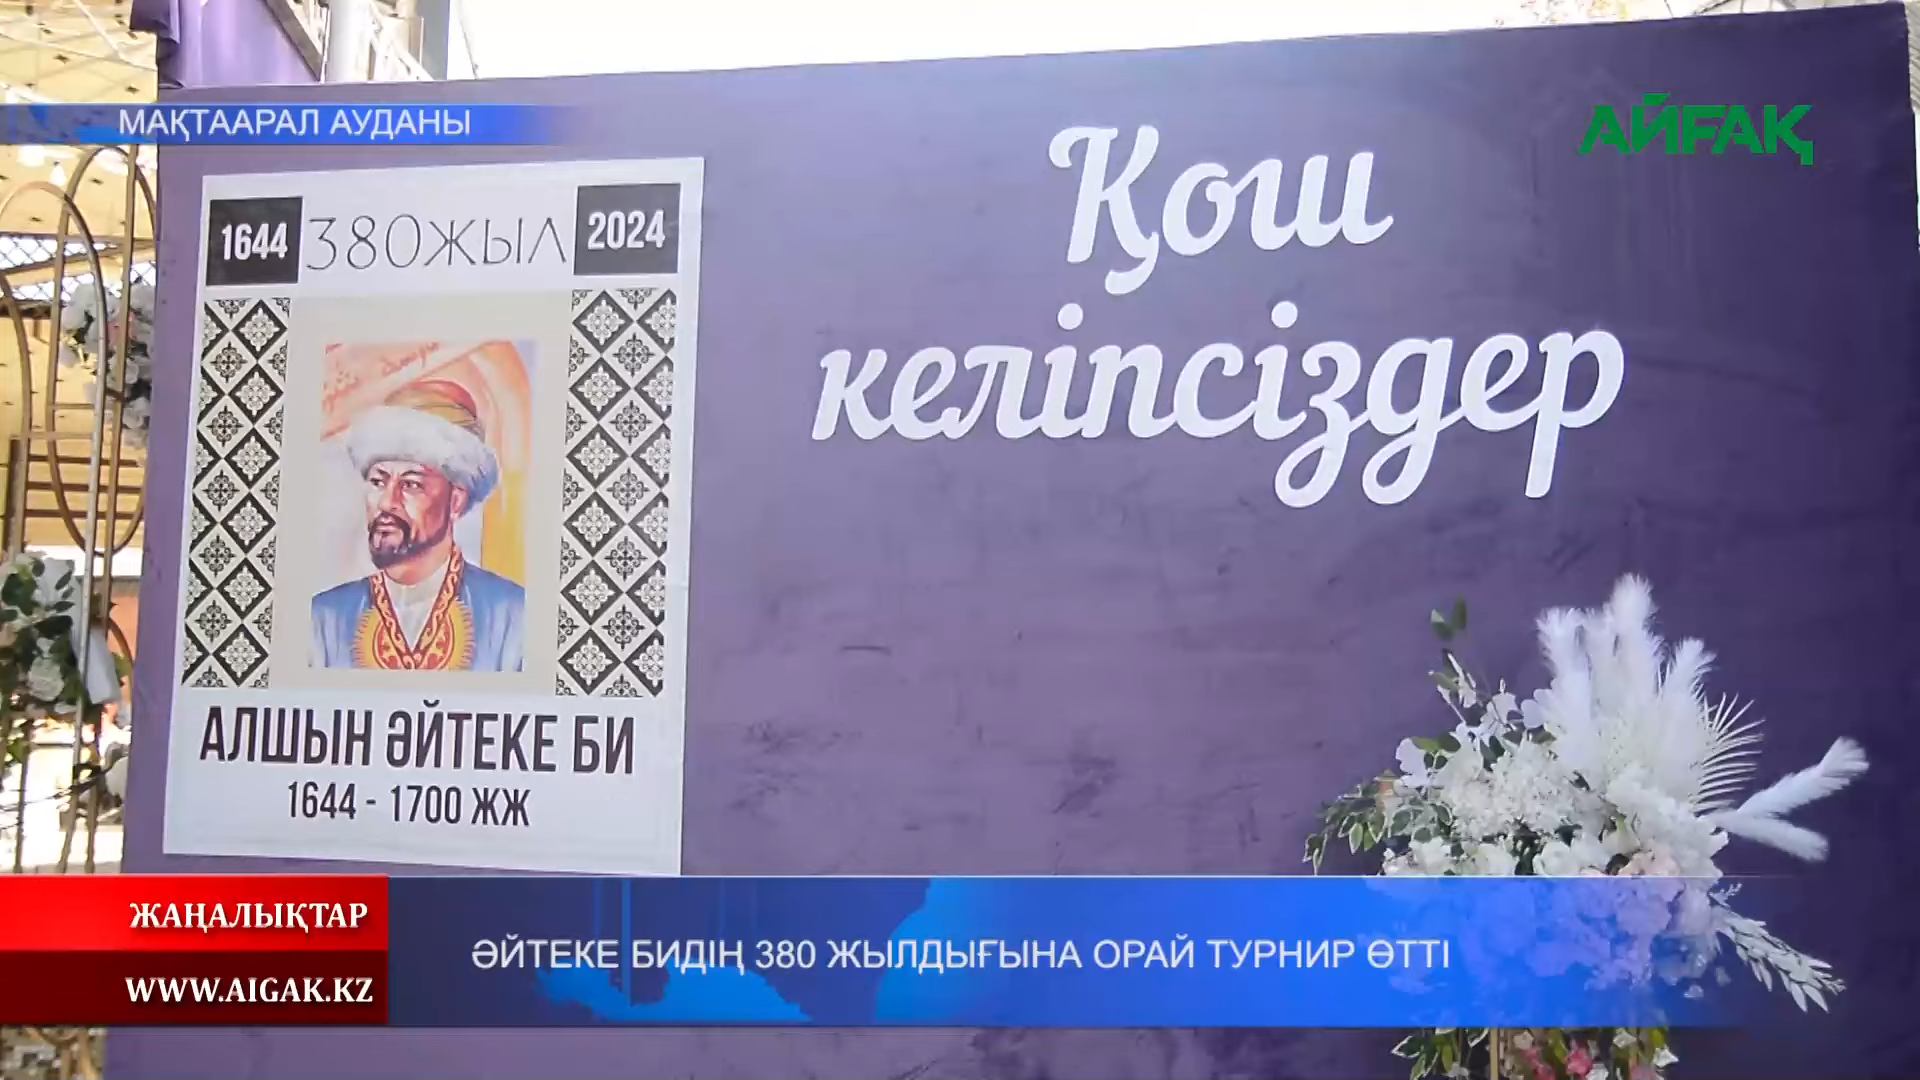 МАҚТААРАЛ АУДАНЫ
АЙҒАҚ
1644 380ЖЫЛ 2024
АЛШЫН ӘЙТЕКЕ БИ
1644 - 1700 ЖЖ
Қош
келіпсіздер
ЖАҢАЛЫҚТАР
WWW.AIGAK.KZ
ӘЙТЕКЕ БИДІҢ 380 ЖЫЛДЫҒЫНА ОРАЙ ТУРНИР ӨТТІ